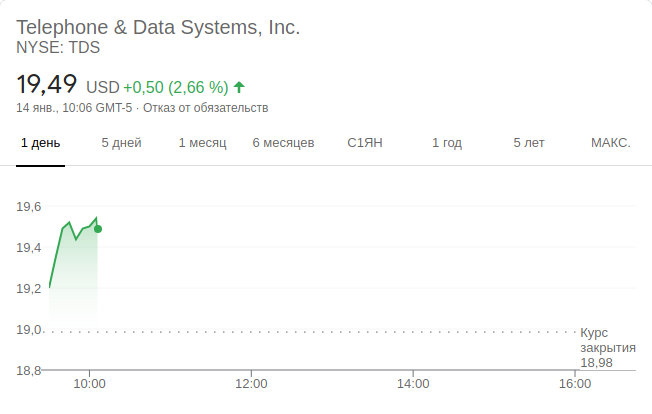 Telephone & Data Systems, Inc.
NYSE: TDS
19,49 USD +0,50 (2,66 %)
14 янв., 10:06 GMT-5 · Отказ от обязательств
1 день 5 дней 1 месяц 6 месяцев С1ЯН 1 год 5 лет МАКС.
19,6
19,4
19,2
19,0
Курс
закрытия
18,98
18,8
10:00 12:00 14:00 16:00